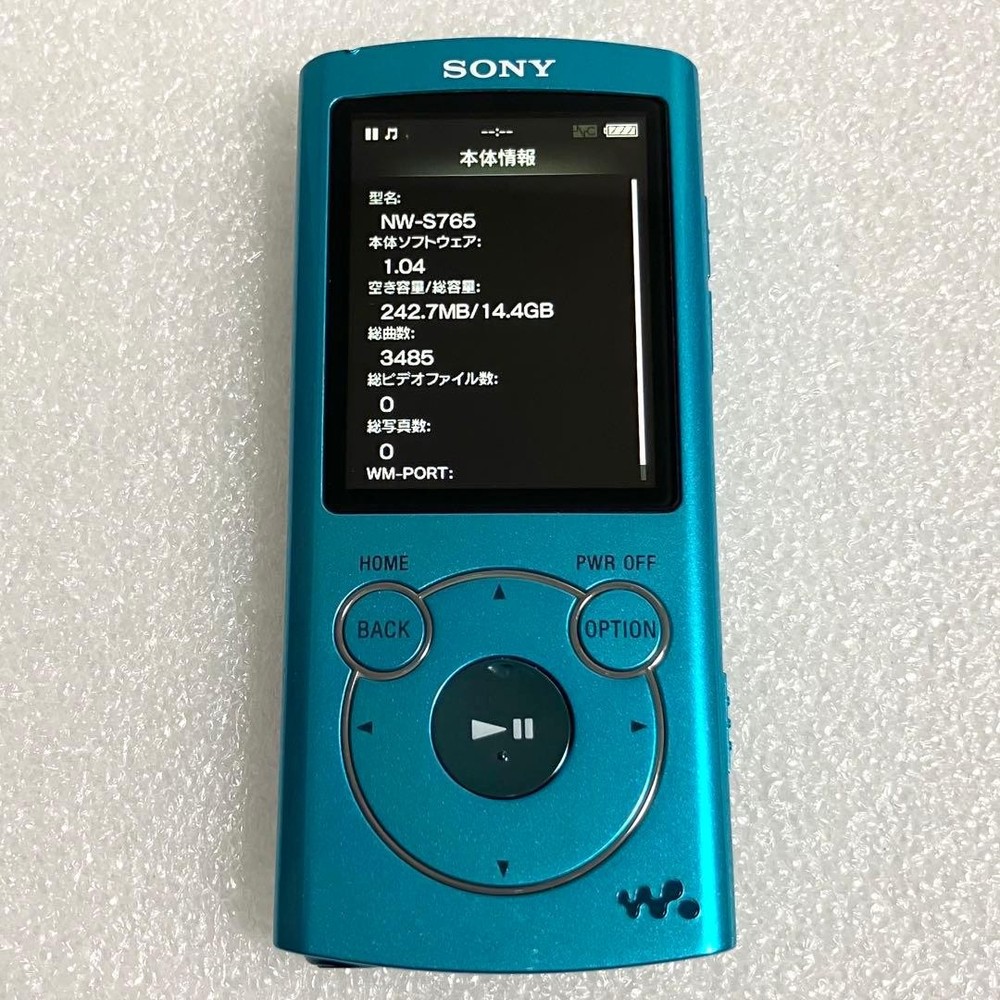 SONY
--:--
本体情報
型名:
NW-S765
本体ソフトウェア:
1.04
空き容量/総容量:
242.7MB/14.4GB
総曲数:
3485
総ビデオファイル数:
0
総写真数:
0
WM-PORT:
HOME
PWR OFF
BACK
OPTION